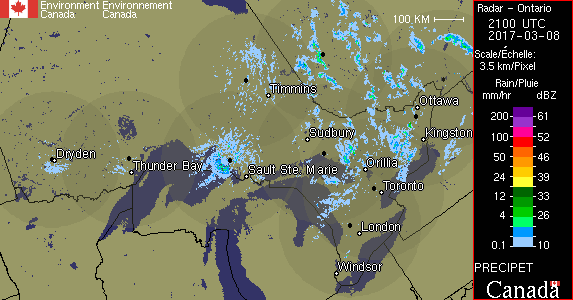 Environment Environnement
Canada Canada
100 KM
Timmins
Ottawa
Sudbury
Kingston
Dryden
Thunder Bay
Sault Ste. Marie
Orillia
Toronto
London
Windsor
Radar - Ontario
2100 UTC
2017-03-08
Scale/Échelle:
3.5 km/Pixel
Rain/Pluie
mm/hr dBZ
200 61
100 56
100 52
50 46
24 39
12 33
4 26
0.1 10
PRECIPET
Canada